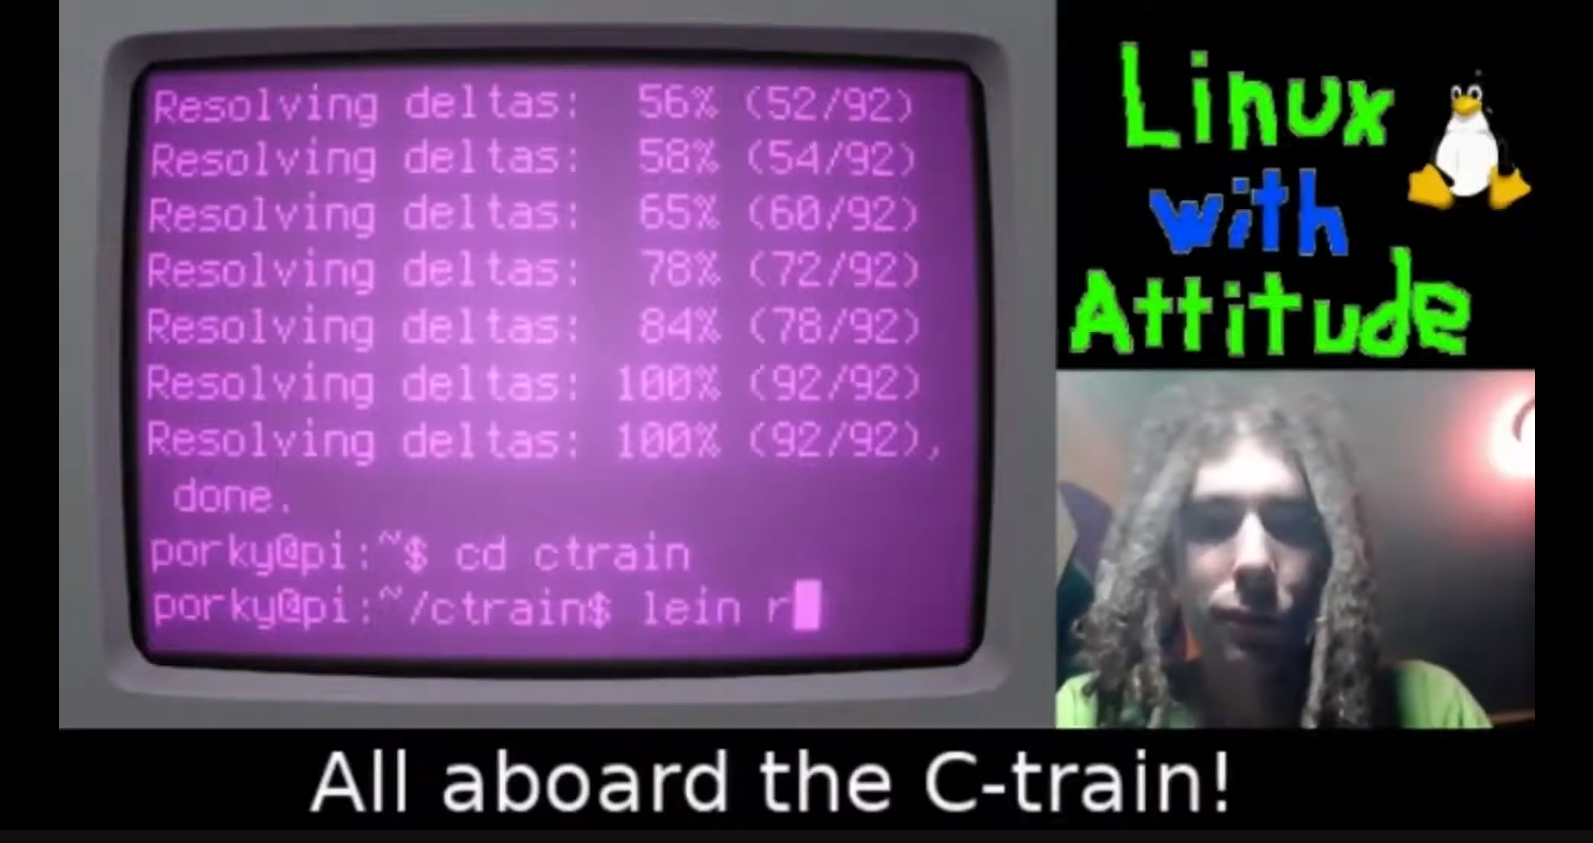 Resolving deltas:  56% (52/92)
Resolving deltas:  58% (54/92)
Resolving deltas:  65% (60/92)
Resolving deltas:  78% (72/92)
Resolving deltas:  84% (78/92)
Resolving deltas: 100% (92/92)
Resolving deltas: 100% (92/92),
done.
porky@pi:~$ cd ctrain
porky@pi:~/ctrain$ lein r
Linux
with
Attitude
All aboard the C-train!